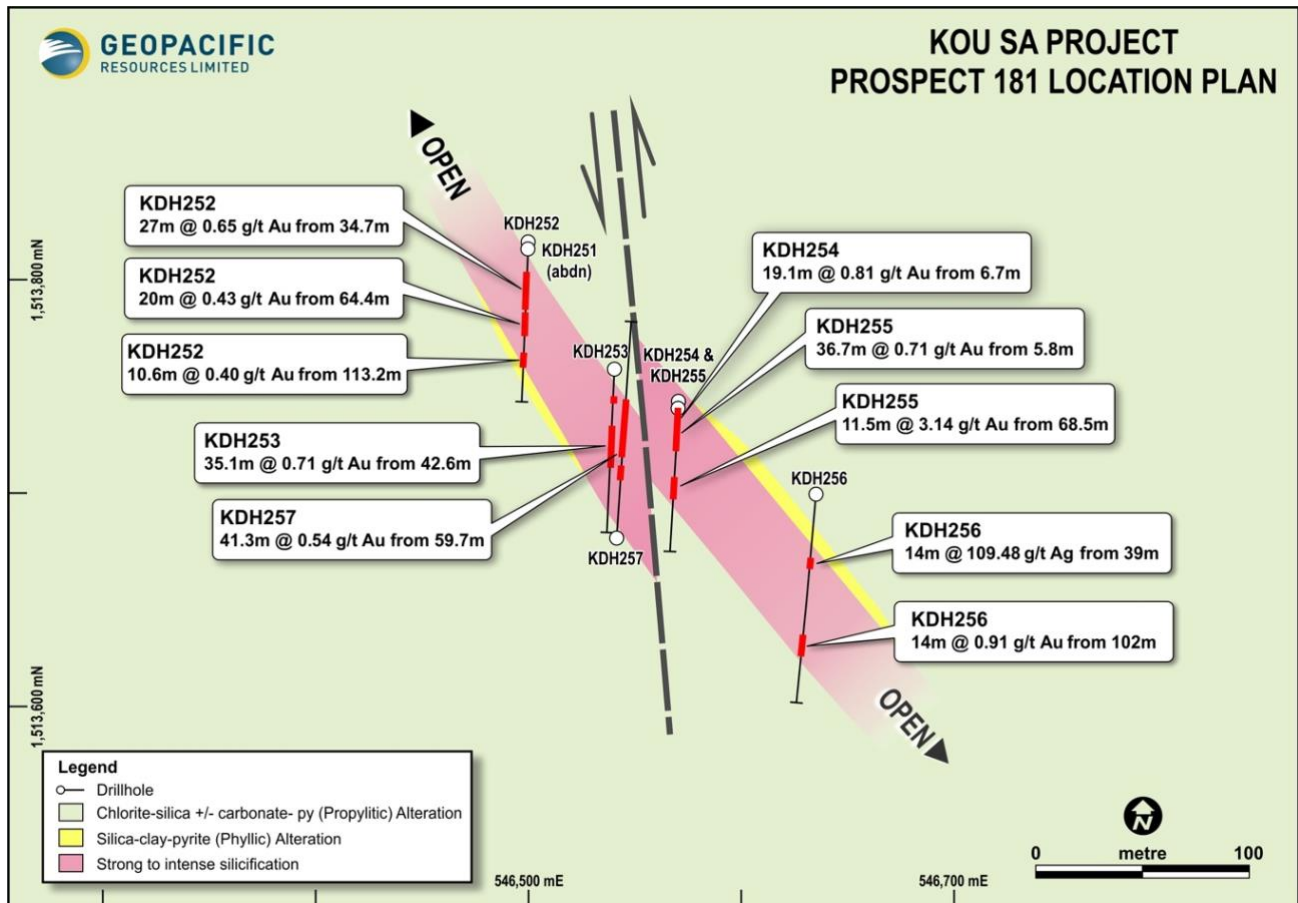 GEOPACIFIC
RESOURCES LIMITED
KOU SA PROJECT
PROSPECT 181 LOCATION PLAN
OPEN
KDH252
27m @ 0.65 g/t Au from 34.7m
KDH252
20m @ 0.43 g/t Au from 64.4m
KDH252
10.6m @ 0.40 g/t Au from 113.2m
KDH253
35.1m @ 0.71 g/t Au from 42.6m
KDH257
41.3m @ 0.54 g/t Au from 59.7m
KDH252
KDH251
(abdn)
KDH253
KDH254 &
KDH255
KDH257
KDH256
KDH254
19.1m @ 0.81 g/t Au from 6.7m
KDH255
36.7m @ 0.71 g/t Au from 5.8m
KDH255
11.5m @ 3.14 g/t Au from 68.5m
KDH256
14m @ 109.48 g/t Ag from 39m
KDH256
14m @ 0.91 g/t Au from 102m
OPEN
1,513,800 mN
1,513,600 mN
Legend
Drillhole
Chlorite-silica +/- carbonate- py (Propylitic) Alteration
Silica-clay-pyrite (Phyllic) Alteration
Strong to intense silicification
N
0 metre 100
546,500 mE
546,700 mE